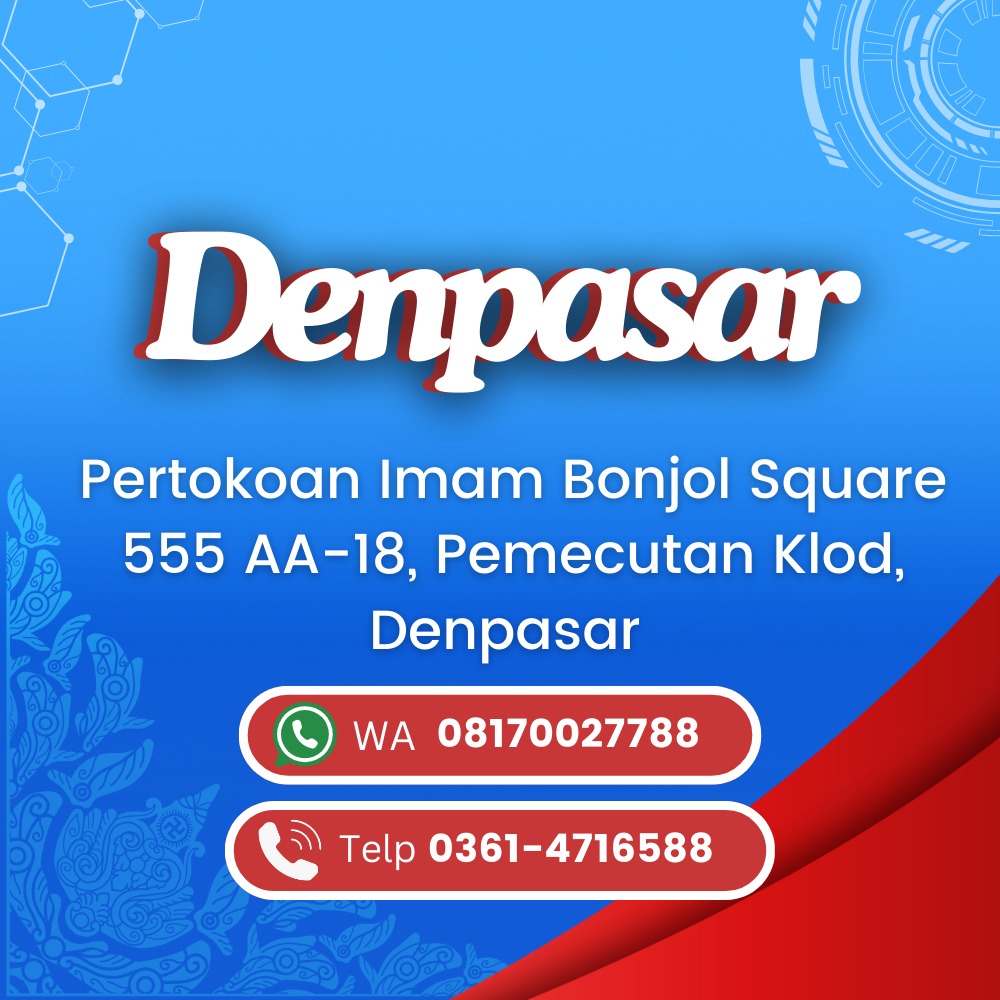 Denpasar
Pertokoan Imam Bonjol Square
555 AA-18, Pemecutan Klod,
Denpasar
WA 08170027788
Telp 0361-4716588